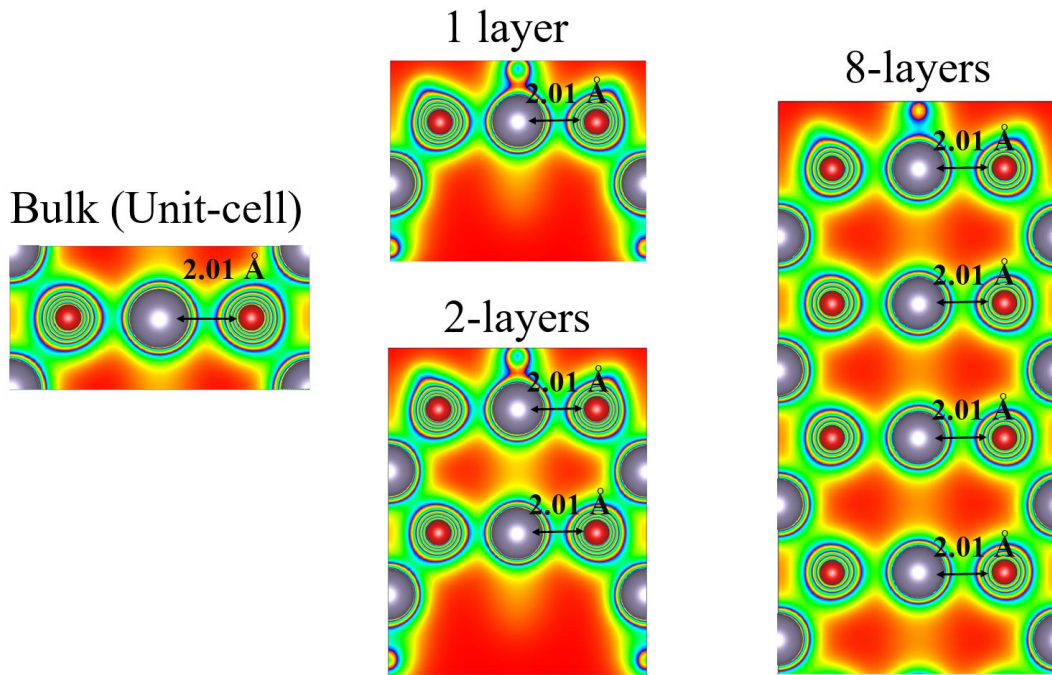 1 layer
2.01 Å
8-layers
2.01 Å
2.01 Å
2.01 Å
2.01 Å
Bulk (Unit-cell)
2.01 Å
2-layers
2.01 Å
2.01 Å